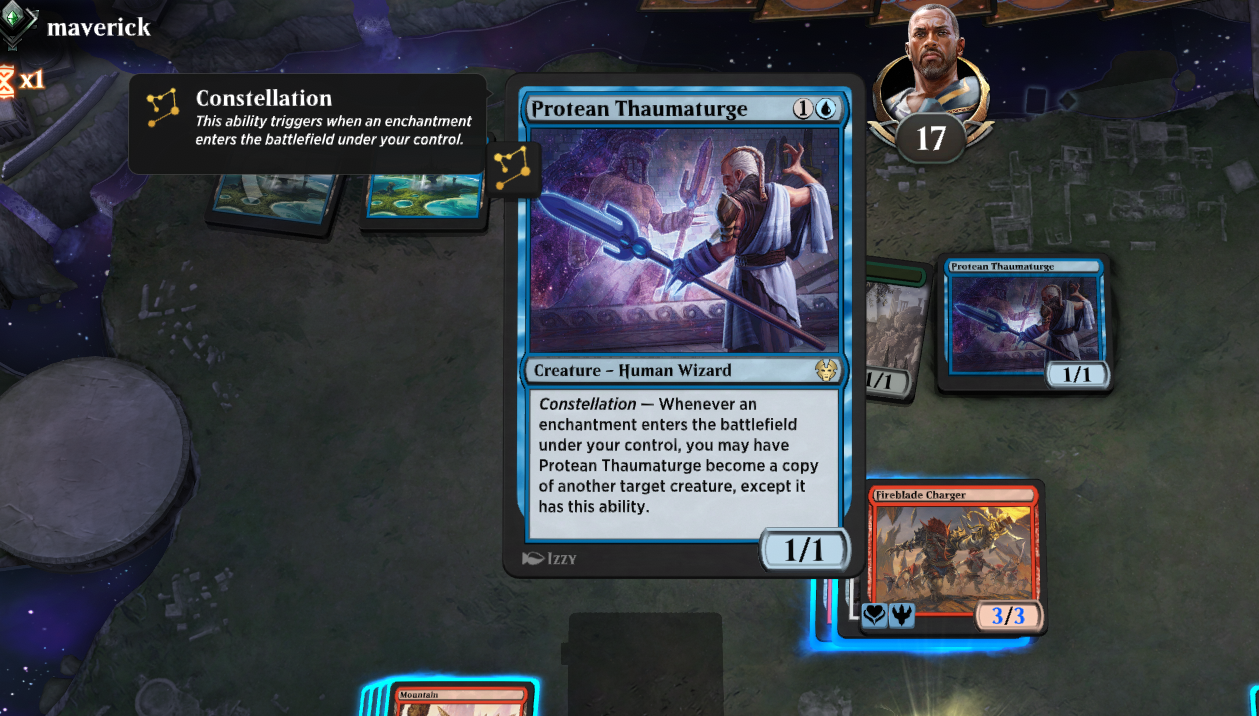 maverick
x1
Constellation
This ability triggers when an enchantment
enters the battlefield under your control.
Protean Thaumaturge 1
Creature – Human Wizard
Constellation — Whenever an
enchantment enters the battlefield
under your control, you may have
Protean Thaumaturge become a copy
of another target creature, except it
has this ability.
Izzy
1/1
17
1/1
Protean Thaumaturge
1/1
Fireblade Charger
3/3
Mountain